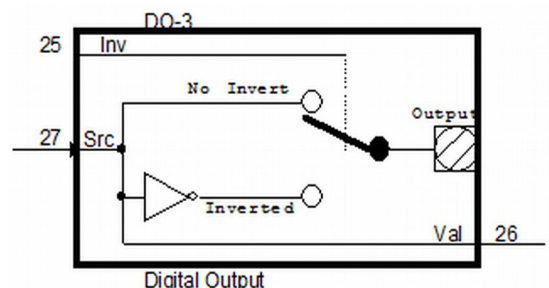 DO-3
25 Inv
No Invert
Output
27 Src
Inverted
Val 26
Digital Output